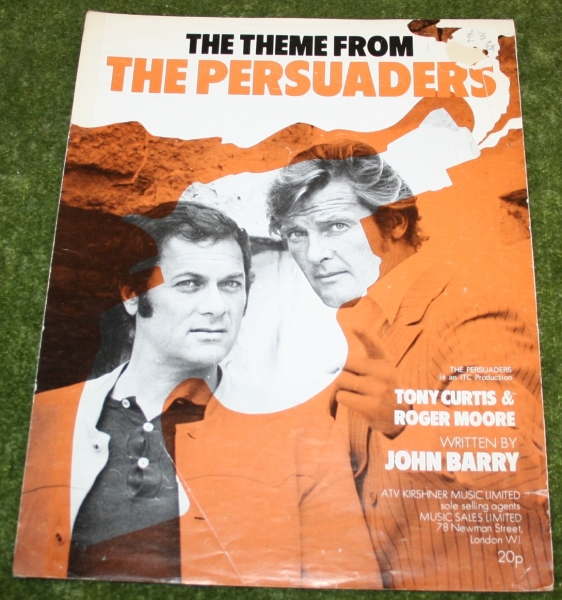 £3
THE THEME FROM
THE PERSUADERS
THE PERSUADERS
is an ITC Production
TONY CURTIS &
ROGER MOORE
WRITTEN BY
JOHN BARRY
ATV KIRSHNER MUSIC LIMITED
sole selling agents
MUSIC SALES LIMITED
78 Newman Street,
London W1
20p